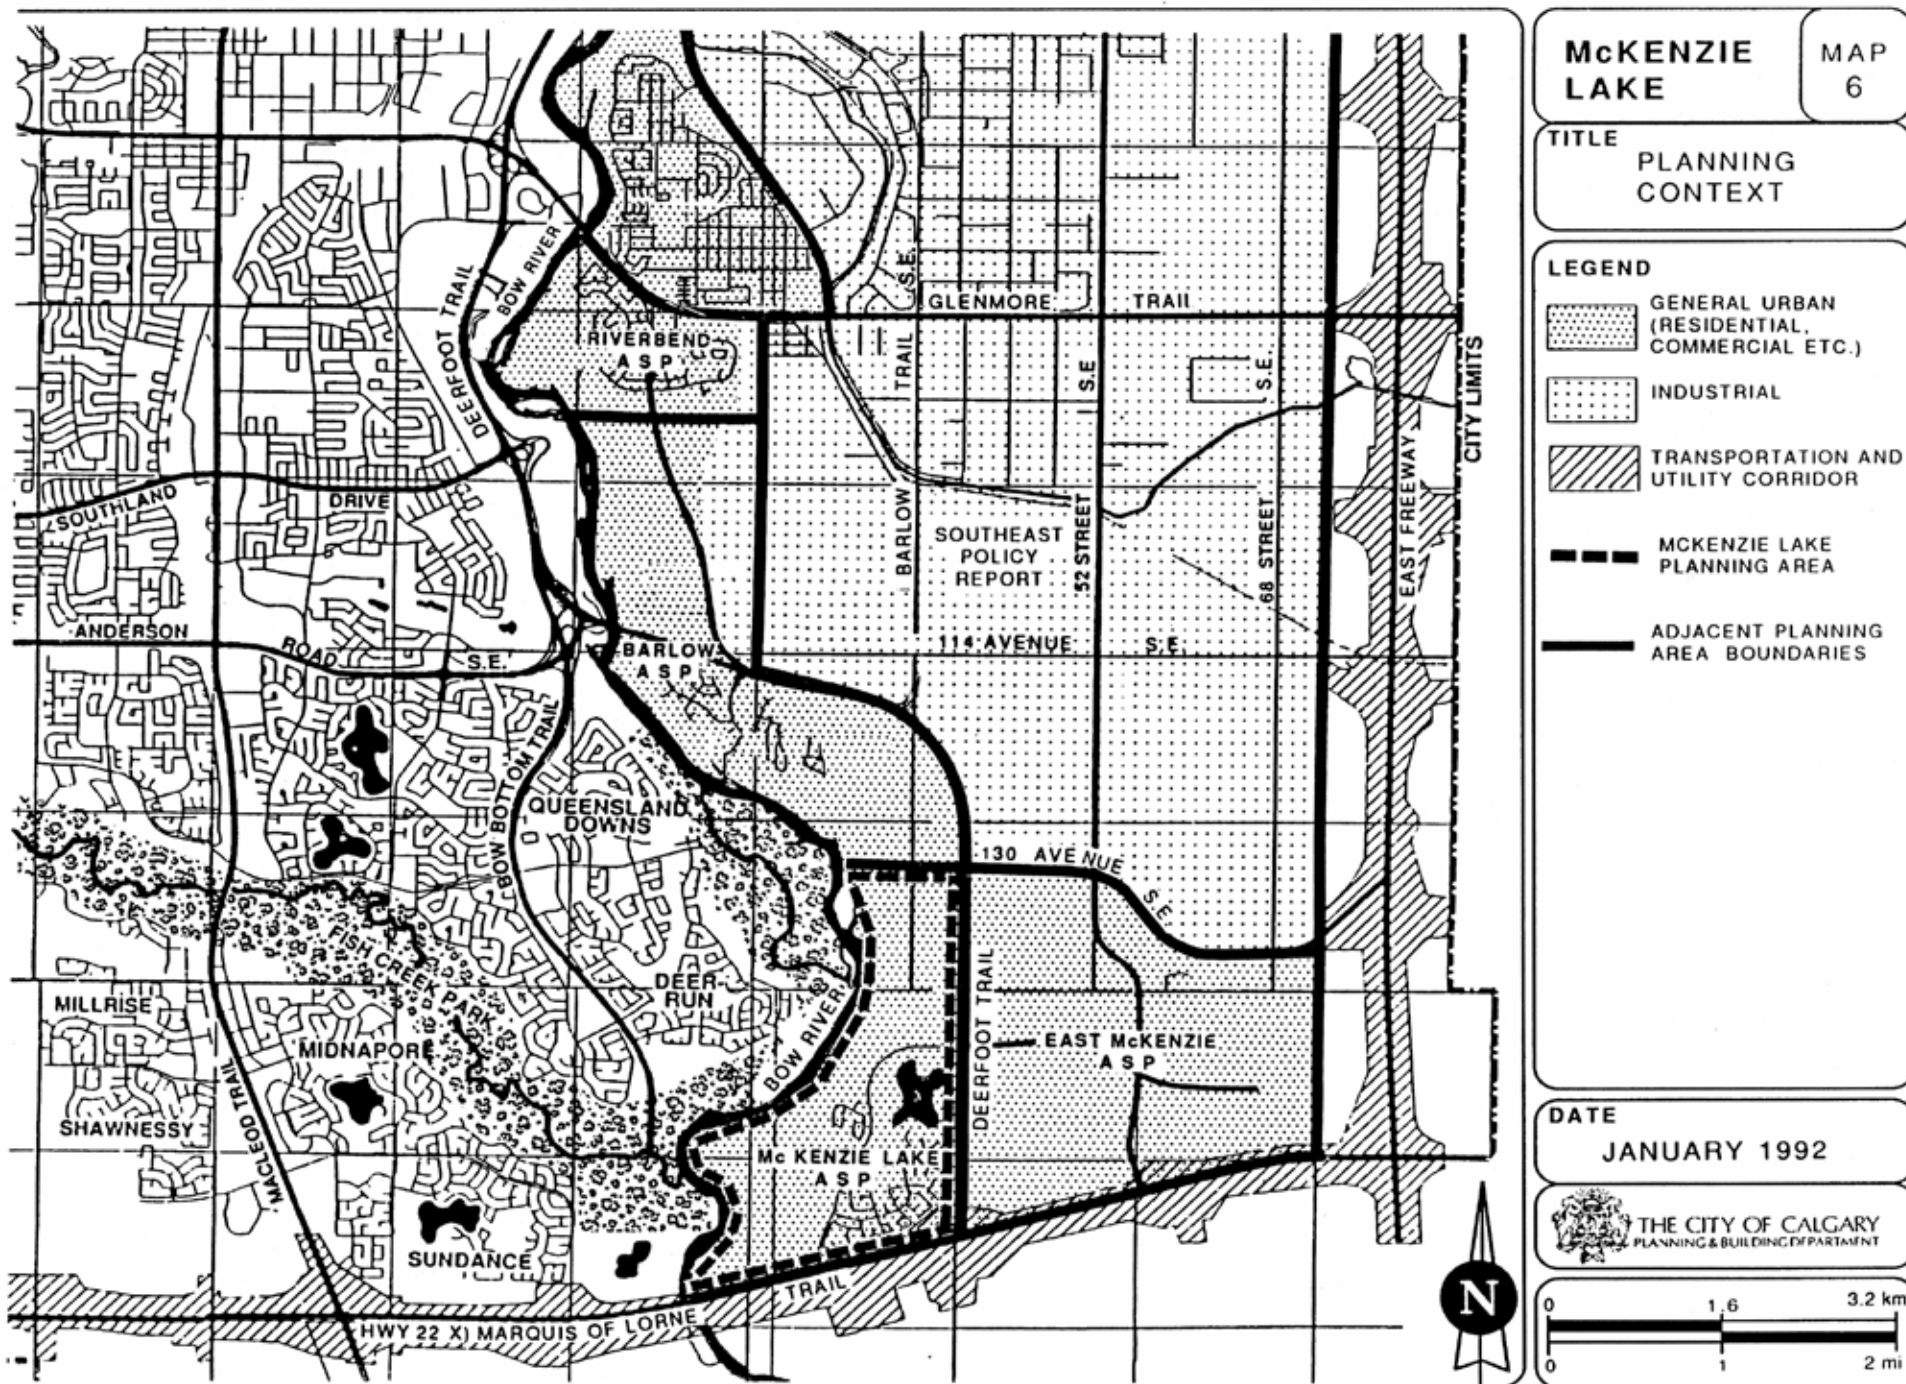 McKENZIE
LAKE
MAP
6
TITLE
PLANNING
CONTEXT
LEGEND
GENERAL URBAN
(RESIDENTIAL,
COMMERCIAL ETC.)
INDUSTRIAL
TRANSPORTATION AND
UTILITY CORRIDOR
MCKENZIE LAKE
PLANNING AREA
ADJACENT PLANNING
AREA BOUNDARIES
DATE
JANUARY 1992
THE CITY OF CALGARY
PLANNING & BUILDING DEPARTMENT
0 1.6 3.2 km
0 1 2 mi
N
BOW RIVER
DEERFOOT TRAIL
S.E.
GLENMORE TRAIl
RIVERBEND
A S P
BARLOW TRAIL
S.E
S.E.
CITY LIMITS
EAST FREEWAY
SOUTHLAND DRIVE
SOUTHEAST
POLICY
REPORT
52 STREET
68 STREET
ANDERSON ROAD S.E.
114 AVENUE S.E.
BARLOW
A S P
BOW BOTTOM TRAIL
QUEENSLAND
DOWNS
130 AVENUE S.E
FISH CREEK PARK
DEER-
RUN
BOW RIVER
DEERFOOT TRAIL
MILLRISE
MIDNAPORE
EAST McKENZIE
A S P
SHAWNESSY
MACLEOD TRAIL
Mc KENZIE LAKE
A S P
SUNDANCE
HWY 22 X) MARQUIS OF LORNE TRAIL